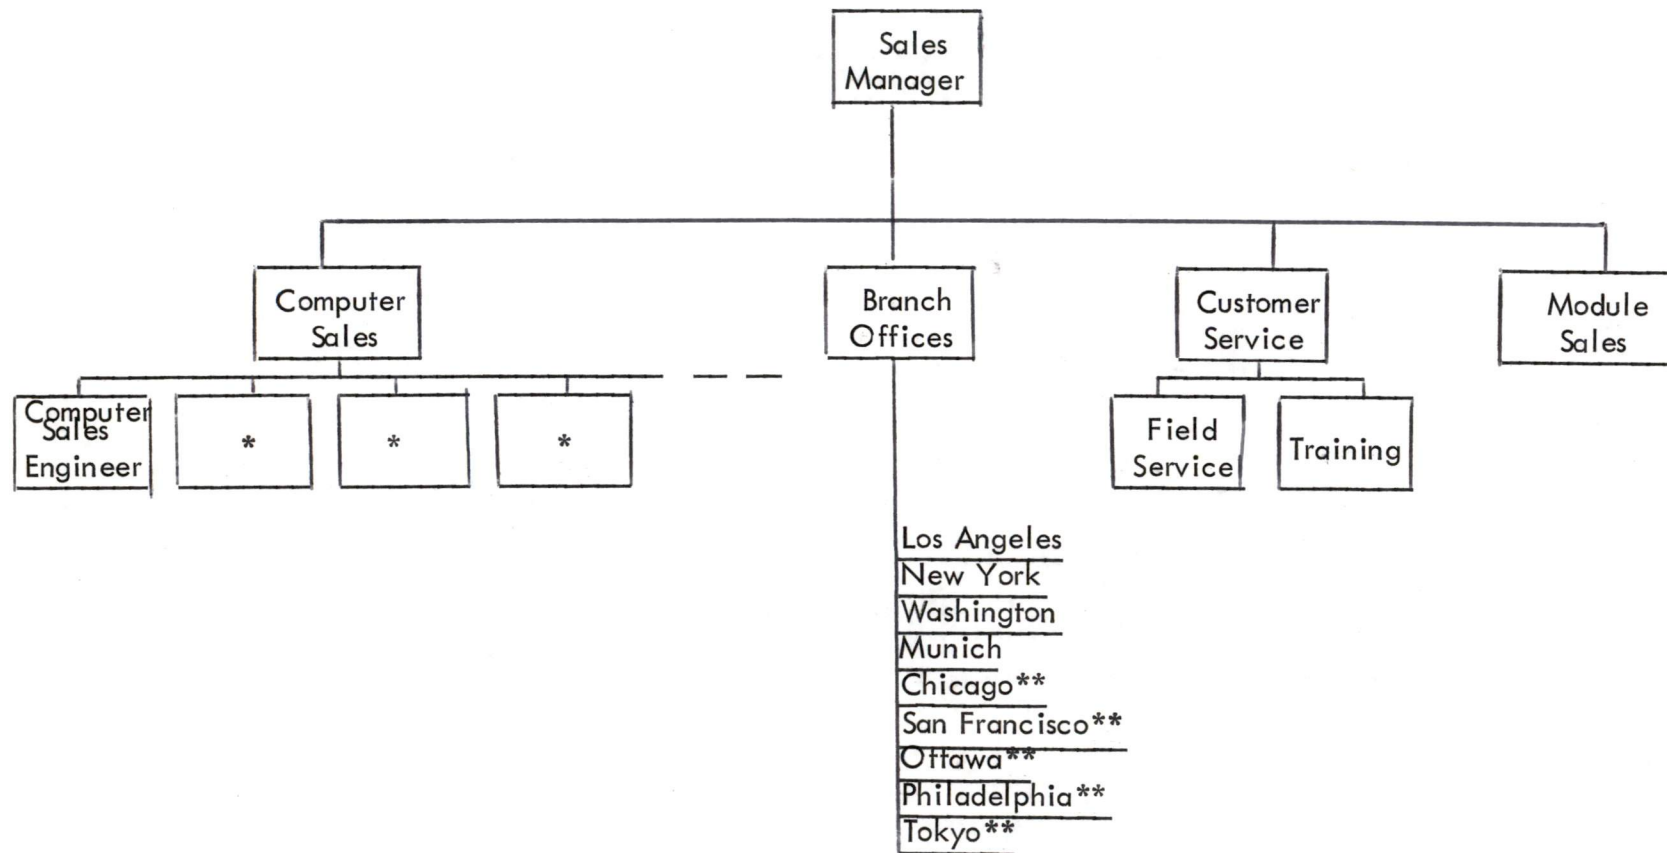 Sales
Manager
Computer
Sales
Branch
Offices
Customer
Service
Module
Sales
Computer
Sales
Engineer
*
*
*
Field
Service
Training
Los Angeles
New York
Washington
Munich
Chicago**
San Francisco**
Ottawa**
Philadelphia**
Tokyo**